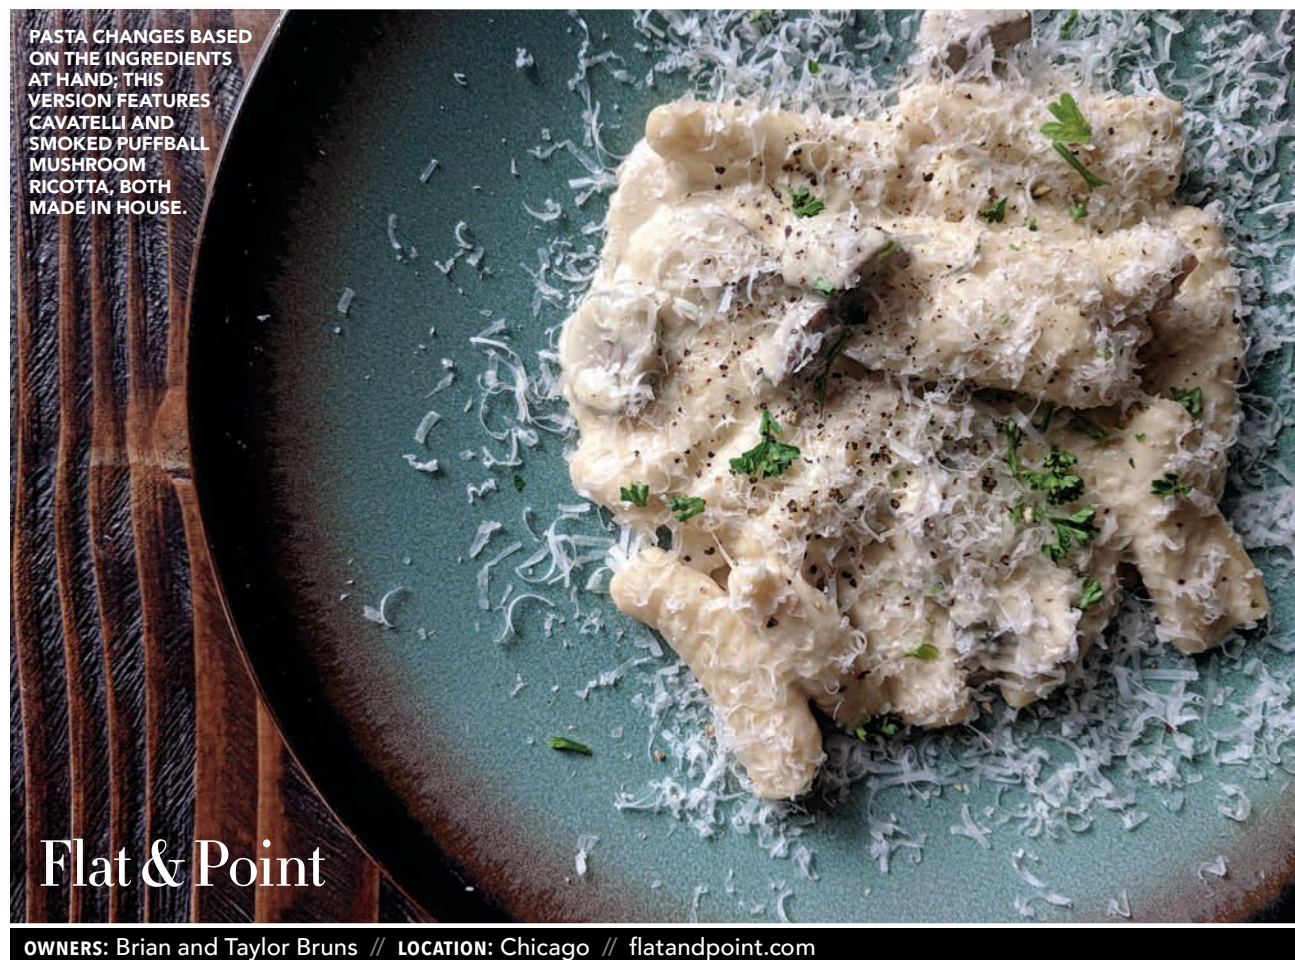 PASTA CHANGES BASED
ON THE INGREDIENTS
AT HAND; THIS
VERSION FEATURES
CAVATELLI AND
SMOKED PUFFBALL
MUSHROOM
RICOTTA, BOTH
MADE IN HOUSE.
Flat & Point
OWNERS: Brian and Taylor Bruns // LOCATION: Chicago // flatandpoint.com